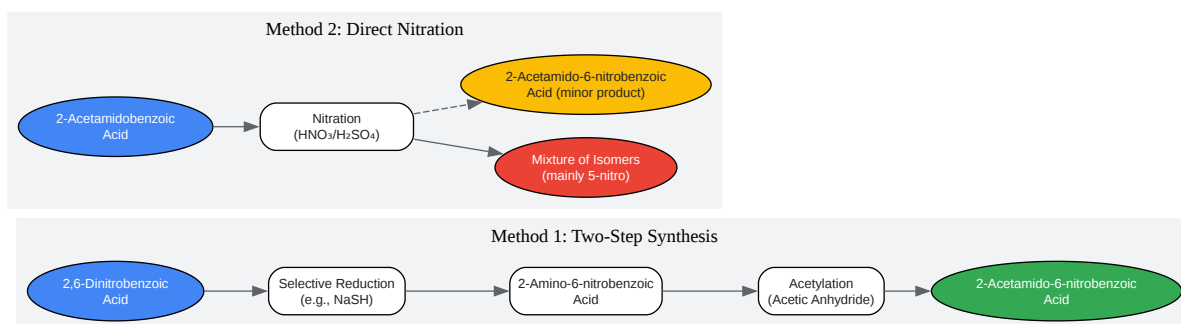 Method 2: Direct Nitration
2-Acetamidobenzoic
Acid
Nitration
(HNO₃/H₂SO₄)
2-Acetamido-6-nitrobenzoic
Acid (minor product)
Mixture of Isomers
(mainly 5-nitro)
Method 1: Two-Step Synthesis
2,6-Dinitrobenzoic
Acid
Selective Reduction
(e.g., NaSH)
2-Amino-6-nitrobenzoic
Acid
Acetylation
(Acetic Anhydride)
2-Acetamido-6-nitrobenzoic
Acid